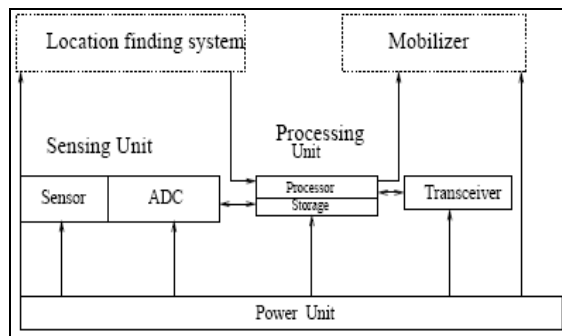 Location finding system
Mobilizer
Sensing Unit
Processing
Unit
Sensor
ADC
Processor
Storage
Transceiver
Power Unit